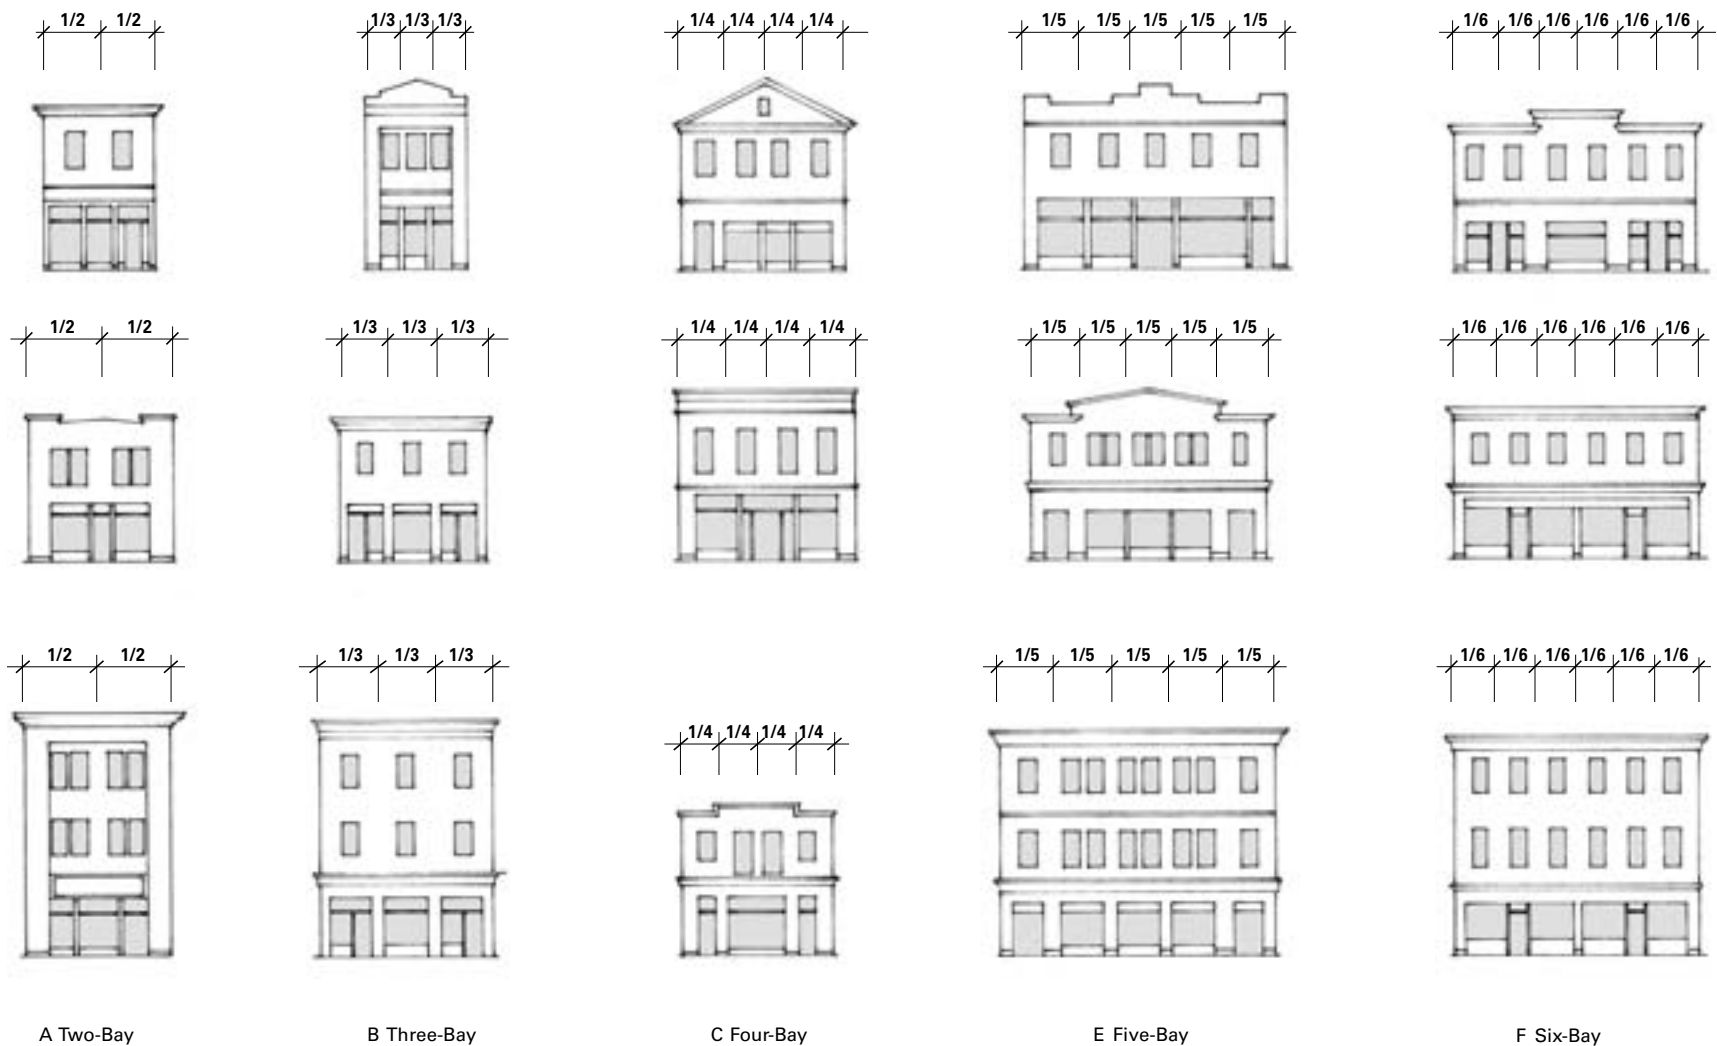 1/2 1/2
1/3 1/3 1/3
1/4 1/4 1/4 1/4
1/5 1/5 1/5 1/5 1/5
1/6 1/6 1/6 1/6 1/6 1/6
1/2 1/2
1/3 1/3 1/3
1/4 1/4 1/4 1/4
1/5 1/5 1/5 1/5 1/5
1/6 1/6 1/6 1/6 1/6 1/6
1/2 1/2
1/3 1/3 1/3
1/4 1/4 1/4 1/4
1/5 1/5 1/5 1/5 1/5
1/6 1/6 1/6 1/6 1/6 1/6
A Two-Bay
B Three-Bay
C Four-Bay
E Five-Bay
F Six-Bay